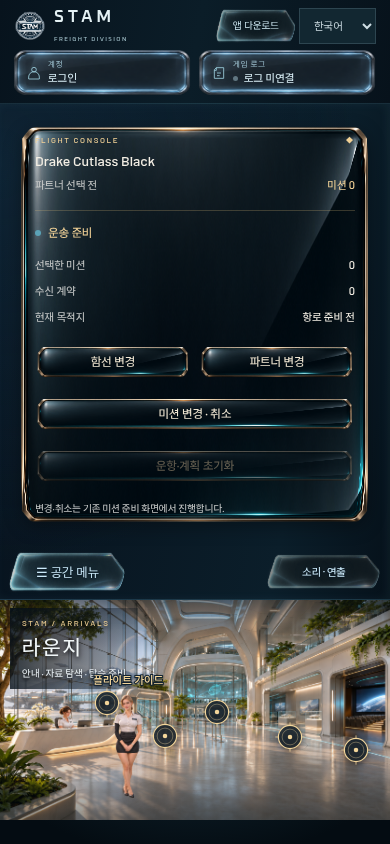 STAM
FREIGHT DIVISION
앱 다운로드
한국어
계정
로그인
게임 로그
로그 미연결
FLIGHT CONSOLE
Drake Cutlass Black
파트너 선택 전
미션 0
운송 준비
선택한 미션
0
수신 계약
0
현재 목적지
항로 준비 전
함선 변경
파트너 변경
미션 변경 · 취소
운항·계획 초기화
변경·취소는 기존 미션 준비 화면에서 진행합니다.
☰ 공간 메뉴
소리·연출
STAM / ARRIVALS
라운지
안내·자료 탐색·탑승 준비
플라이트 가이드